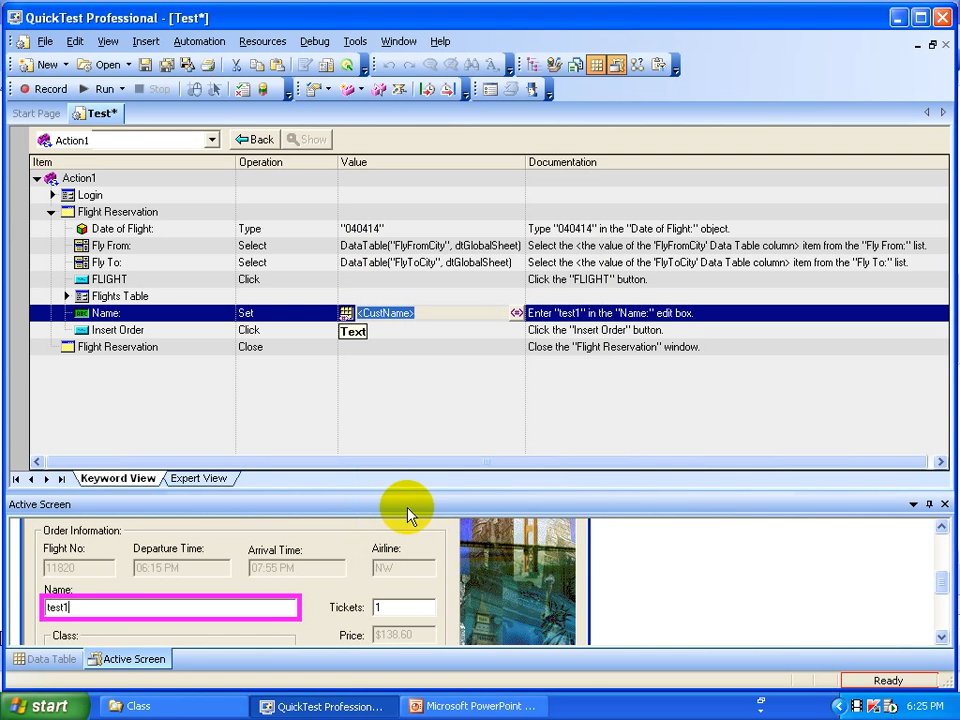 QuickTest Professional - [Test*]
File Edit View Insert Automation Resources Debug Tools Window Help
New Open
Record Run Stop
Start Page Test*
Action1 Back Show
Item Operation Value Documentation
Action1
Login
Flight Reservation
Date of Flight: Type "040414" Type "040414" in the "Date of Flight:" object.
Fly From: Select DataTable("FlyFromCity", dtGlobalSheet) Select the <the value of the 'FlyFromCity' Data Table column> item from the "Fly From:" list.
Fly To: Select DataTable("FlyToCity", dtGlobalSheet) Select the <the value of the 'FlyToCity' Data Table column> item from the "Fly To:" list.
FLIGHT Click Click the "FLIGHT" button.
Flights Table
Name: Set <CustName> Enter "test1" in the "Name:" edit box.
Insert Order Click Text Click the "Insert Order" button.
Flight Reservation Close Close the "Flight Reservation" window.
Keyword View Expert View
Active Screen
Order Information:
Flight No: Departure Time: Arrival Time: Airline:
11820 06:15 PM 07:55 PM NW
Name:
test1 Tickets: 1
Class: Price: $138.60
Data Table Active Screen
Ready
start Class QuickTest Profession... Microsoft PowerPoint ... 6:25 PM